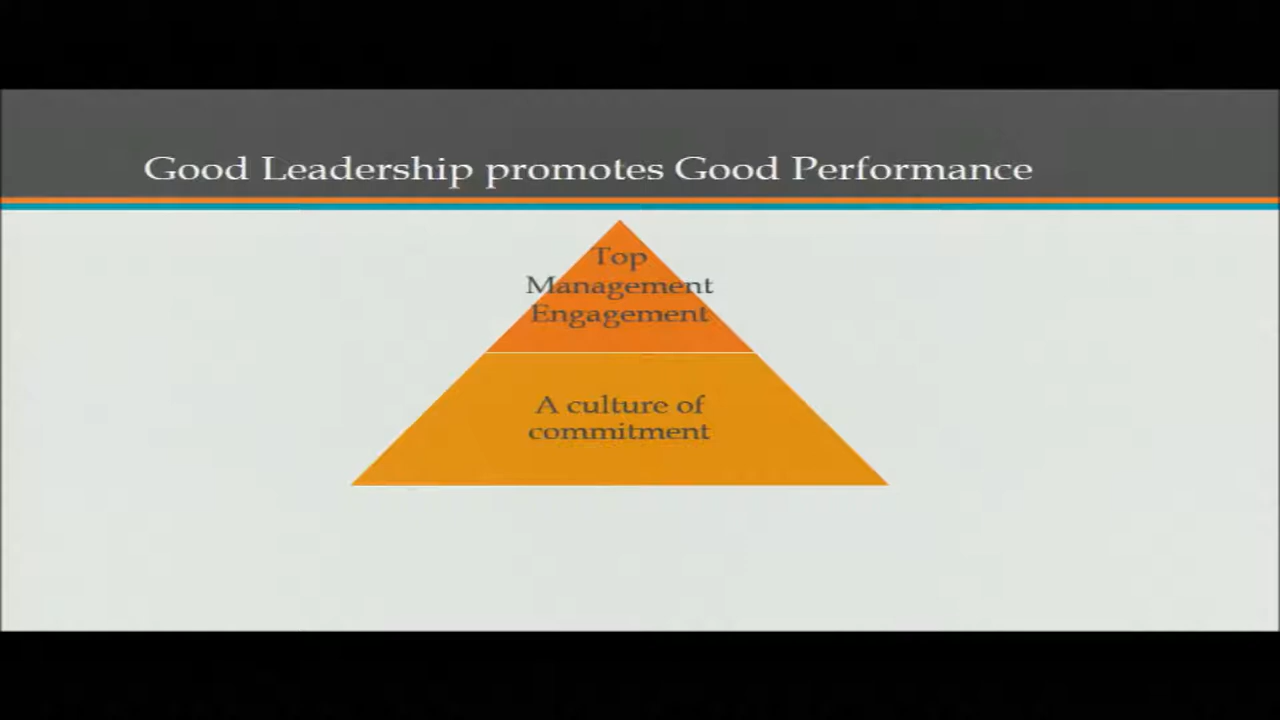 Good Leadership promotes Good Performance
Top
Management
Engagement
A culture of
commitment